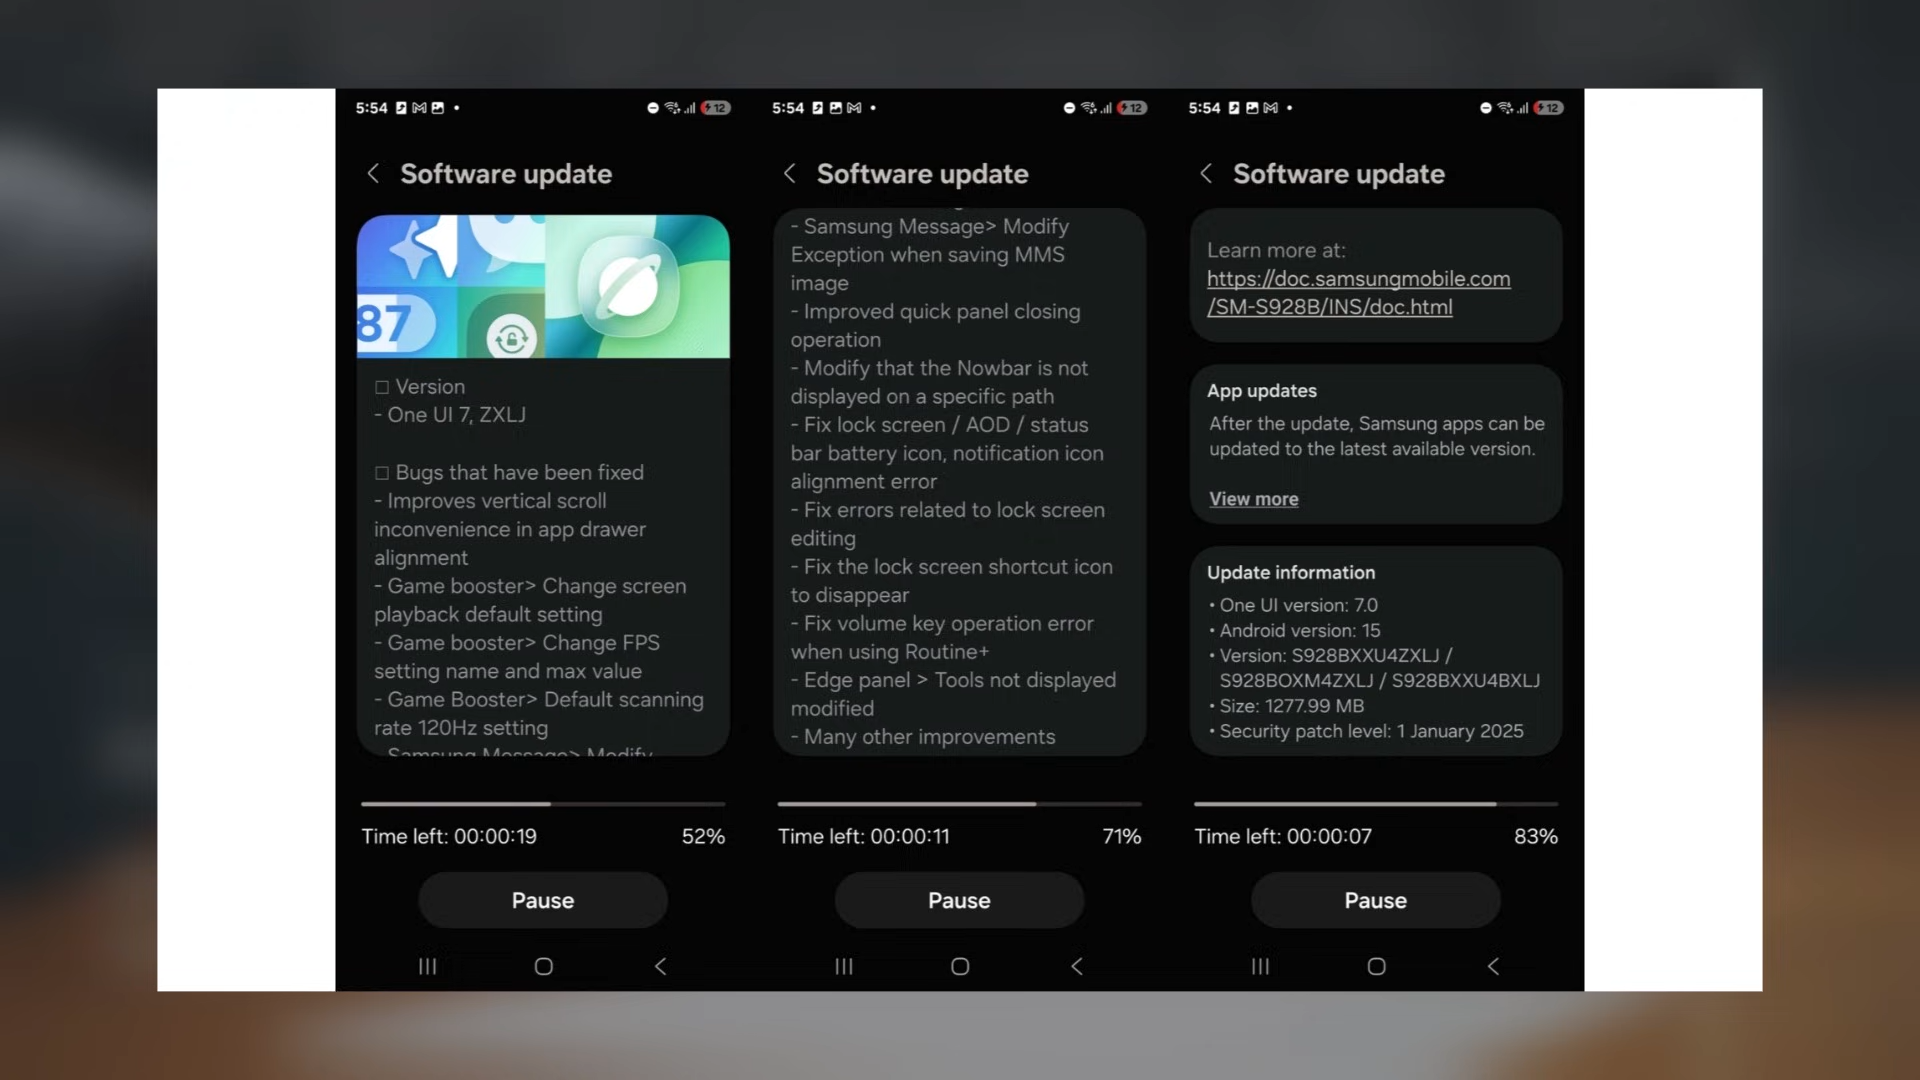 5:54
12
Software update
87
□ Version
- One UI 7, ZXLJ
□ Bugs that have been fixed
- Improves vertical scroll
inconvenience in app drawer
alignment
- Game booster> Change screen
playback default setting
- Game booster> Change FPS
setting name and max value
- Game Booster> Default scanning
rate 120Hz setting
- Samsung Message> Modify
Time left: 00:00:19
52%
Pause
5:54
12
Software update
- Samsung Message> Modify
Exception when saving MMS
image
- Improved quick panel closing
operation
- Modify that the Nowbar is not
displayed on a specific path
- Fix lock screen / AOD / status
bar battery icon, notification icon
alignment error
- Fix errors related to lock screen
editing
- Fix the lock screen shortcut icon
to disappear
- Fix volume key operation error
when using Routine+
- Edge panel > Tools not displayed
modified
- Many other improvements
Time left: 00:00:11
71%
Pause
5:54
12
Software update
Learn more at:
https://doc.samsungmobile.com
/SM-S928B/INS/doc.html
App updates
After the update, Samsung apps can be
updated to the latest available version.
View more
Update information
• One UI version: 7.0
• Android version: 15
• Version: S928BXXU4ZXLJ /
S928BOXM4ZXLJ / S928BXXU4BXLJ
• Size: 1277.99 MB
• Security patch level: 1 January 2025
Time left: 00:00:07
83%
Pause